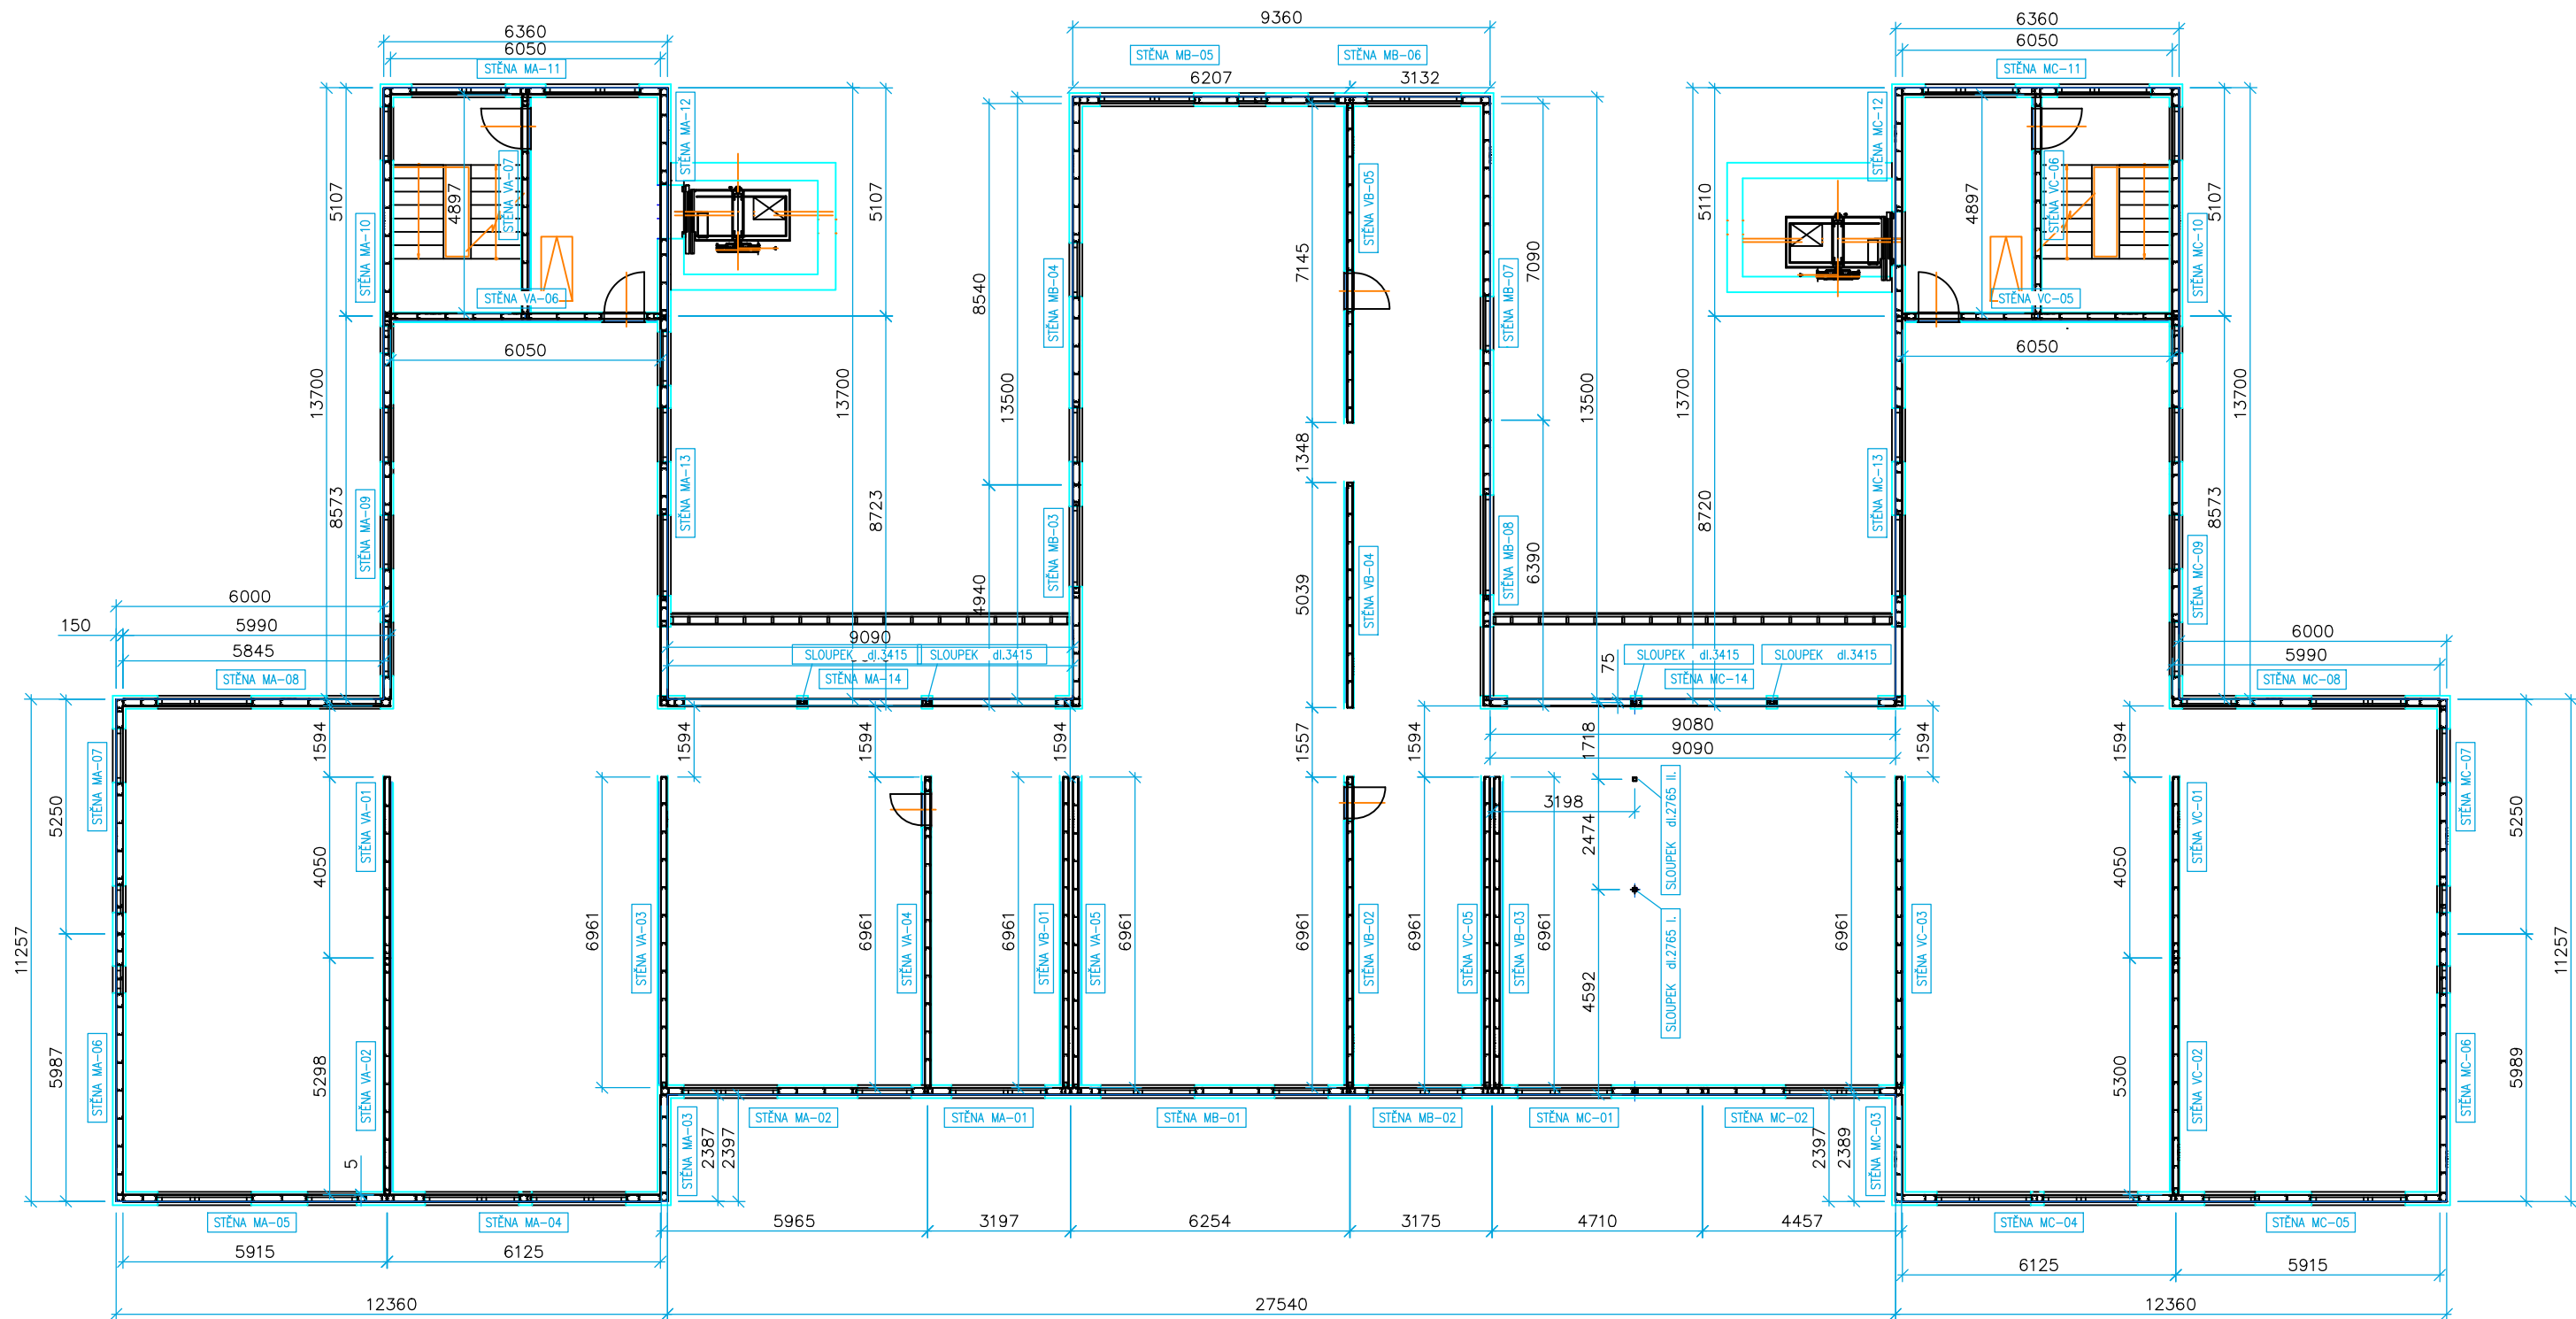 6360
6050
STĚNA MA-11
9360
STĚNA MB-05
STĚNA MB-06
6207
3132
6360
6050
STĚNA MC-11
STĚNA MA-12
STĚNA MC-12
5107
4897
STĚNA VA-07
STĚNA MA-10
STĚNA VA-06
5107
13700
8573
STĚNA MA-09
6050
13700
8723
STĚNA MA-13
8540
13500
4940
STĚNA MB-04
STĚNA MB-03
7145
1348
5039
STĚNA VB-05
STĚNA VB-04
7090
6390
STĚNA MB-07
STĚNA MB-08
13500
13700
5110
8720
STĚNA MC-13
4897
STĚNA VC-06
STĚNA VC-05
6050
5107
STĚNA MC-10
13700
8573
STĚNA MC-09
6000
150
5990
5845
STĚNA MA-08
9090
SLOUPEK dl.3415
SLOUPEK dl.3415
STĚNA MA-14
75
SLOUPEK dl.3415
SLOUPEK dl.3415
STĚNA MC-14
6000
5990
STĚNA MC-08
9080
9090
1594
1594
1594
1594
1557
1594
1718
1594
1594
STĚNA MA-07
5250
11257
5987
STĚNA MA-06
STĚNA VA-01
4050
5298
STĚNA VA-02
5
6961
STĚNA VA-03
6961
STĚNA VA-04
6961
STĚNA VB-01
STĚNA VA-05
6961
6961
STĚNA VB-02
6961
STĚNA VC-05
STĚNA VB-03
6961
3198
2474
4592
SLOUPEK dl.2765 II.
SLOUPEK dl.2765 I.
6961
STĚNA VC-03
4050
5300
STĚNA VC-01
STĚNA VC-02
STĚNA MC-07
5250
11257
5989
STĚNA MC-06
STĚNA MA-03
2387
2397
STĚNA MA-02
STĚNA MA-01
STĚNA MB-01
STĚNA MB-02
STĚNA MC-01
STĚNA MC-02
2397
2389
STĚNA MC-03
STĚNA MA-05
STĚNA MA-04
5965
3197
6254
3175
4710
4457
STĚNA MC-04
STĚNA MC-05
5915
6125
6125
5915
12360
27540
12360